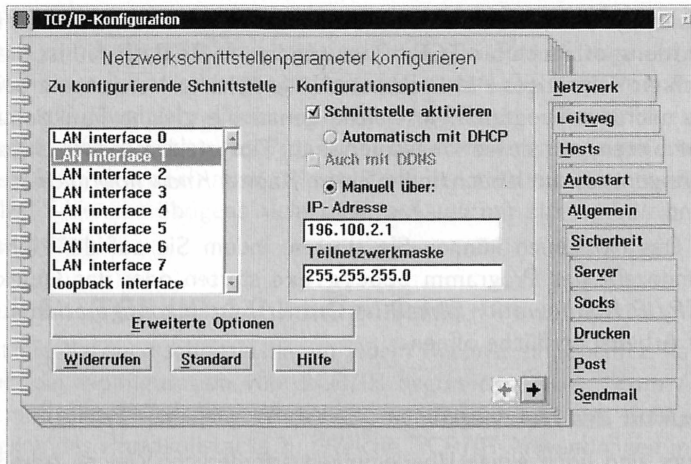 TCP/IP-Konfiguration
Netzwerkschnittstellenparameter konfigurieren
Zu konfigurierende Schnittstelle
LAN interface 0
LAN interface 1
LAN interface 2
LAN interface 3
LAN interface 4
LAN interface 5
LAN interface 6
LAN interface 7
loopback interface
Konfigurationsoptionen
Schnittstelle aktivieren
Automatisch mit DHCP
Auch mit DDNS
Manuell über:
IP-Adresse
196.100.2.1
Teilnetzwerkmaske
255.255.255.0
Erweiterte Optionen
Widerrufen
Standard
Hilfe
Netzwerk
Leitweg
Hosts
Autostart
Allgemein
Sicherheit
Server
Socks
Drucken
Post
Sendmail